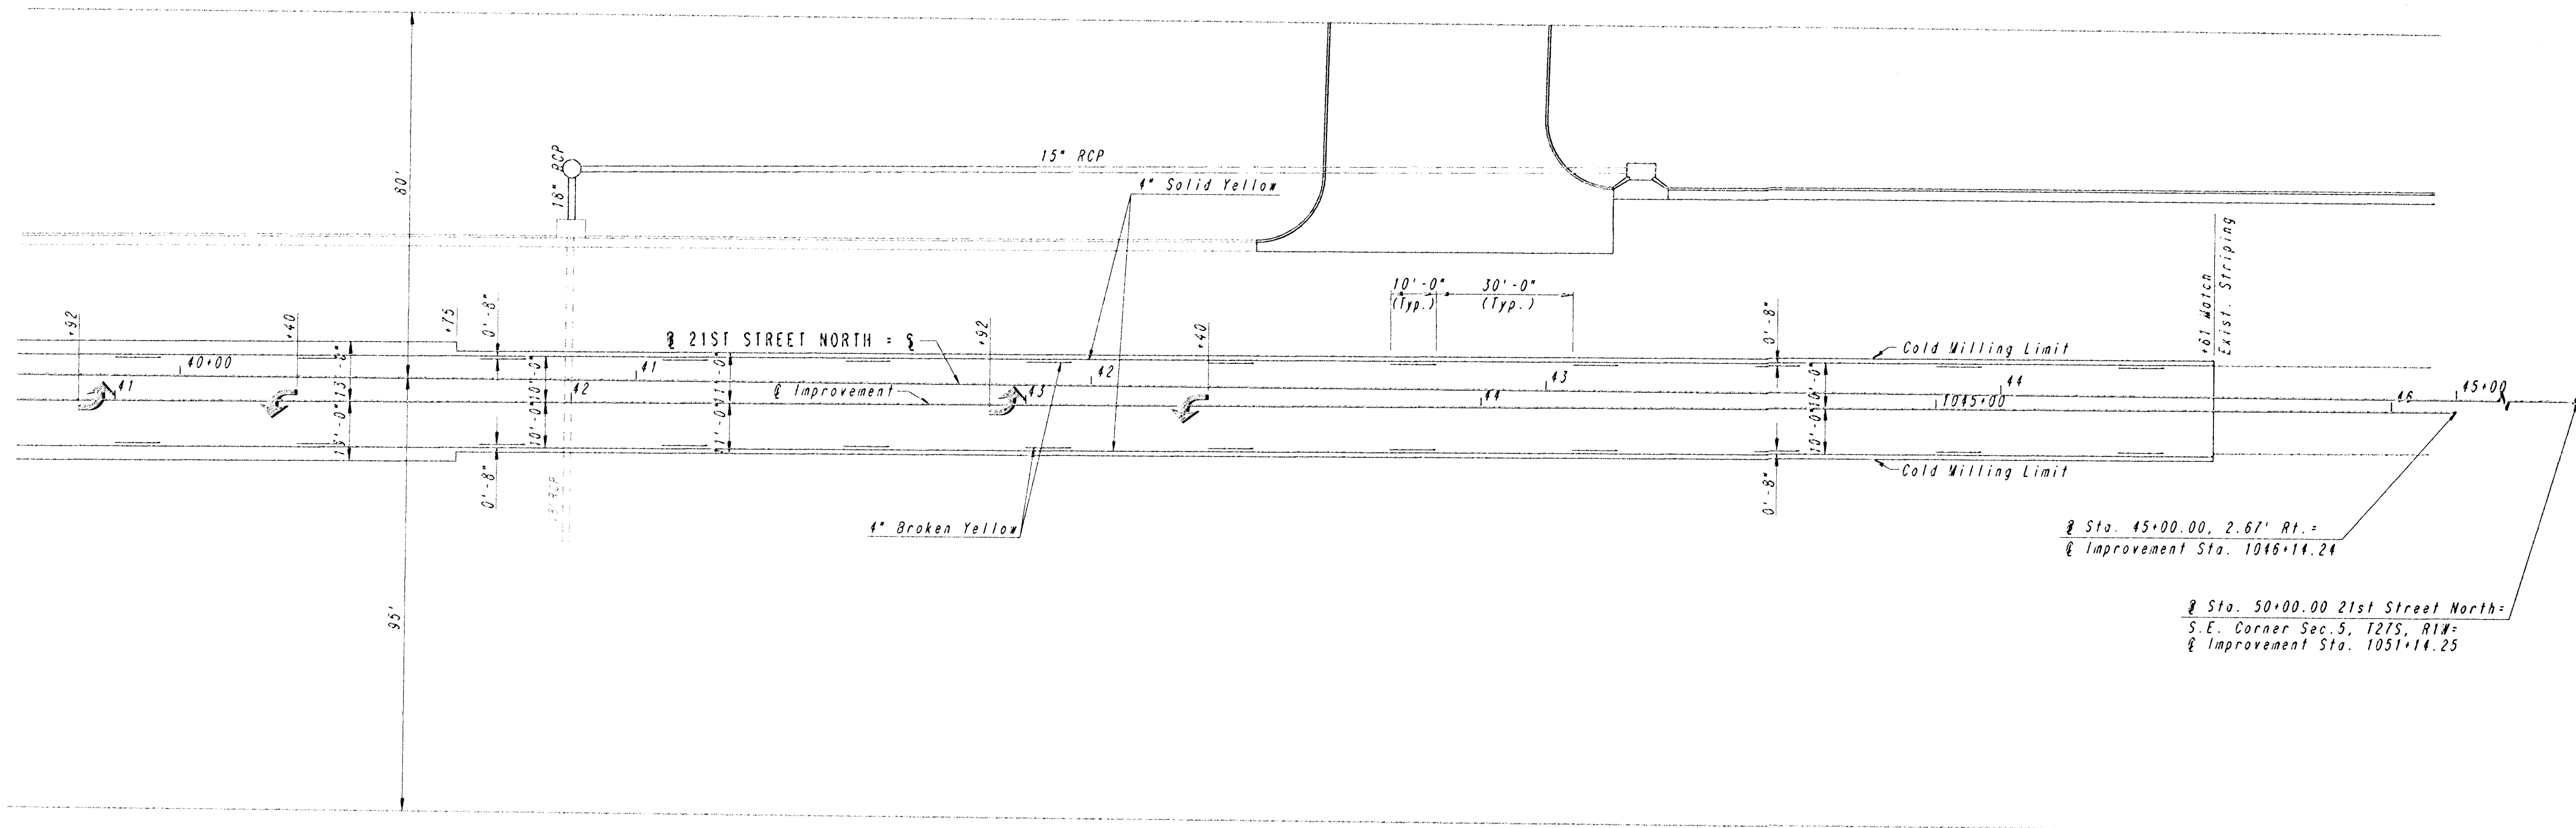 80'
18" RCP
15" RCP
4" Solid Yellow
10'-0"
(Typ.)
30'-0"
(Typ.)
+61 Match
Exist. Striping
+92
+40
+75
0'-8"
℄ 21ST STREET NORTH = ℄
+92
+40
0'-8"
Cold Milling Limit
40+00
41
42
43
44
45+00
41
13'-8"
13'-0"
10'-0"
10'-0"
42
11'-0"
11'-0"
℄ Improvement
43
44
10'-0"
10'-0"
1045+00
46
Cold Milling Limit
0'-8"
18" RCP
0'-8"
4" Broken Yellow
℄ Sta. 45+00.00, 2.67' Rt. =
℄ Improvement Sta. 1046+14.24
95'
℄ Sta. 50+00.00 21st Street North=
S.E. Corner Sec.5, T27S, R1W=
℄ Improvement Sta. 1051+14.25